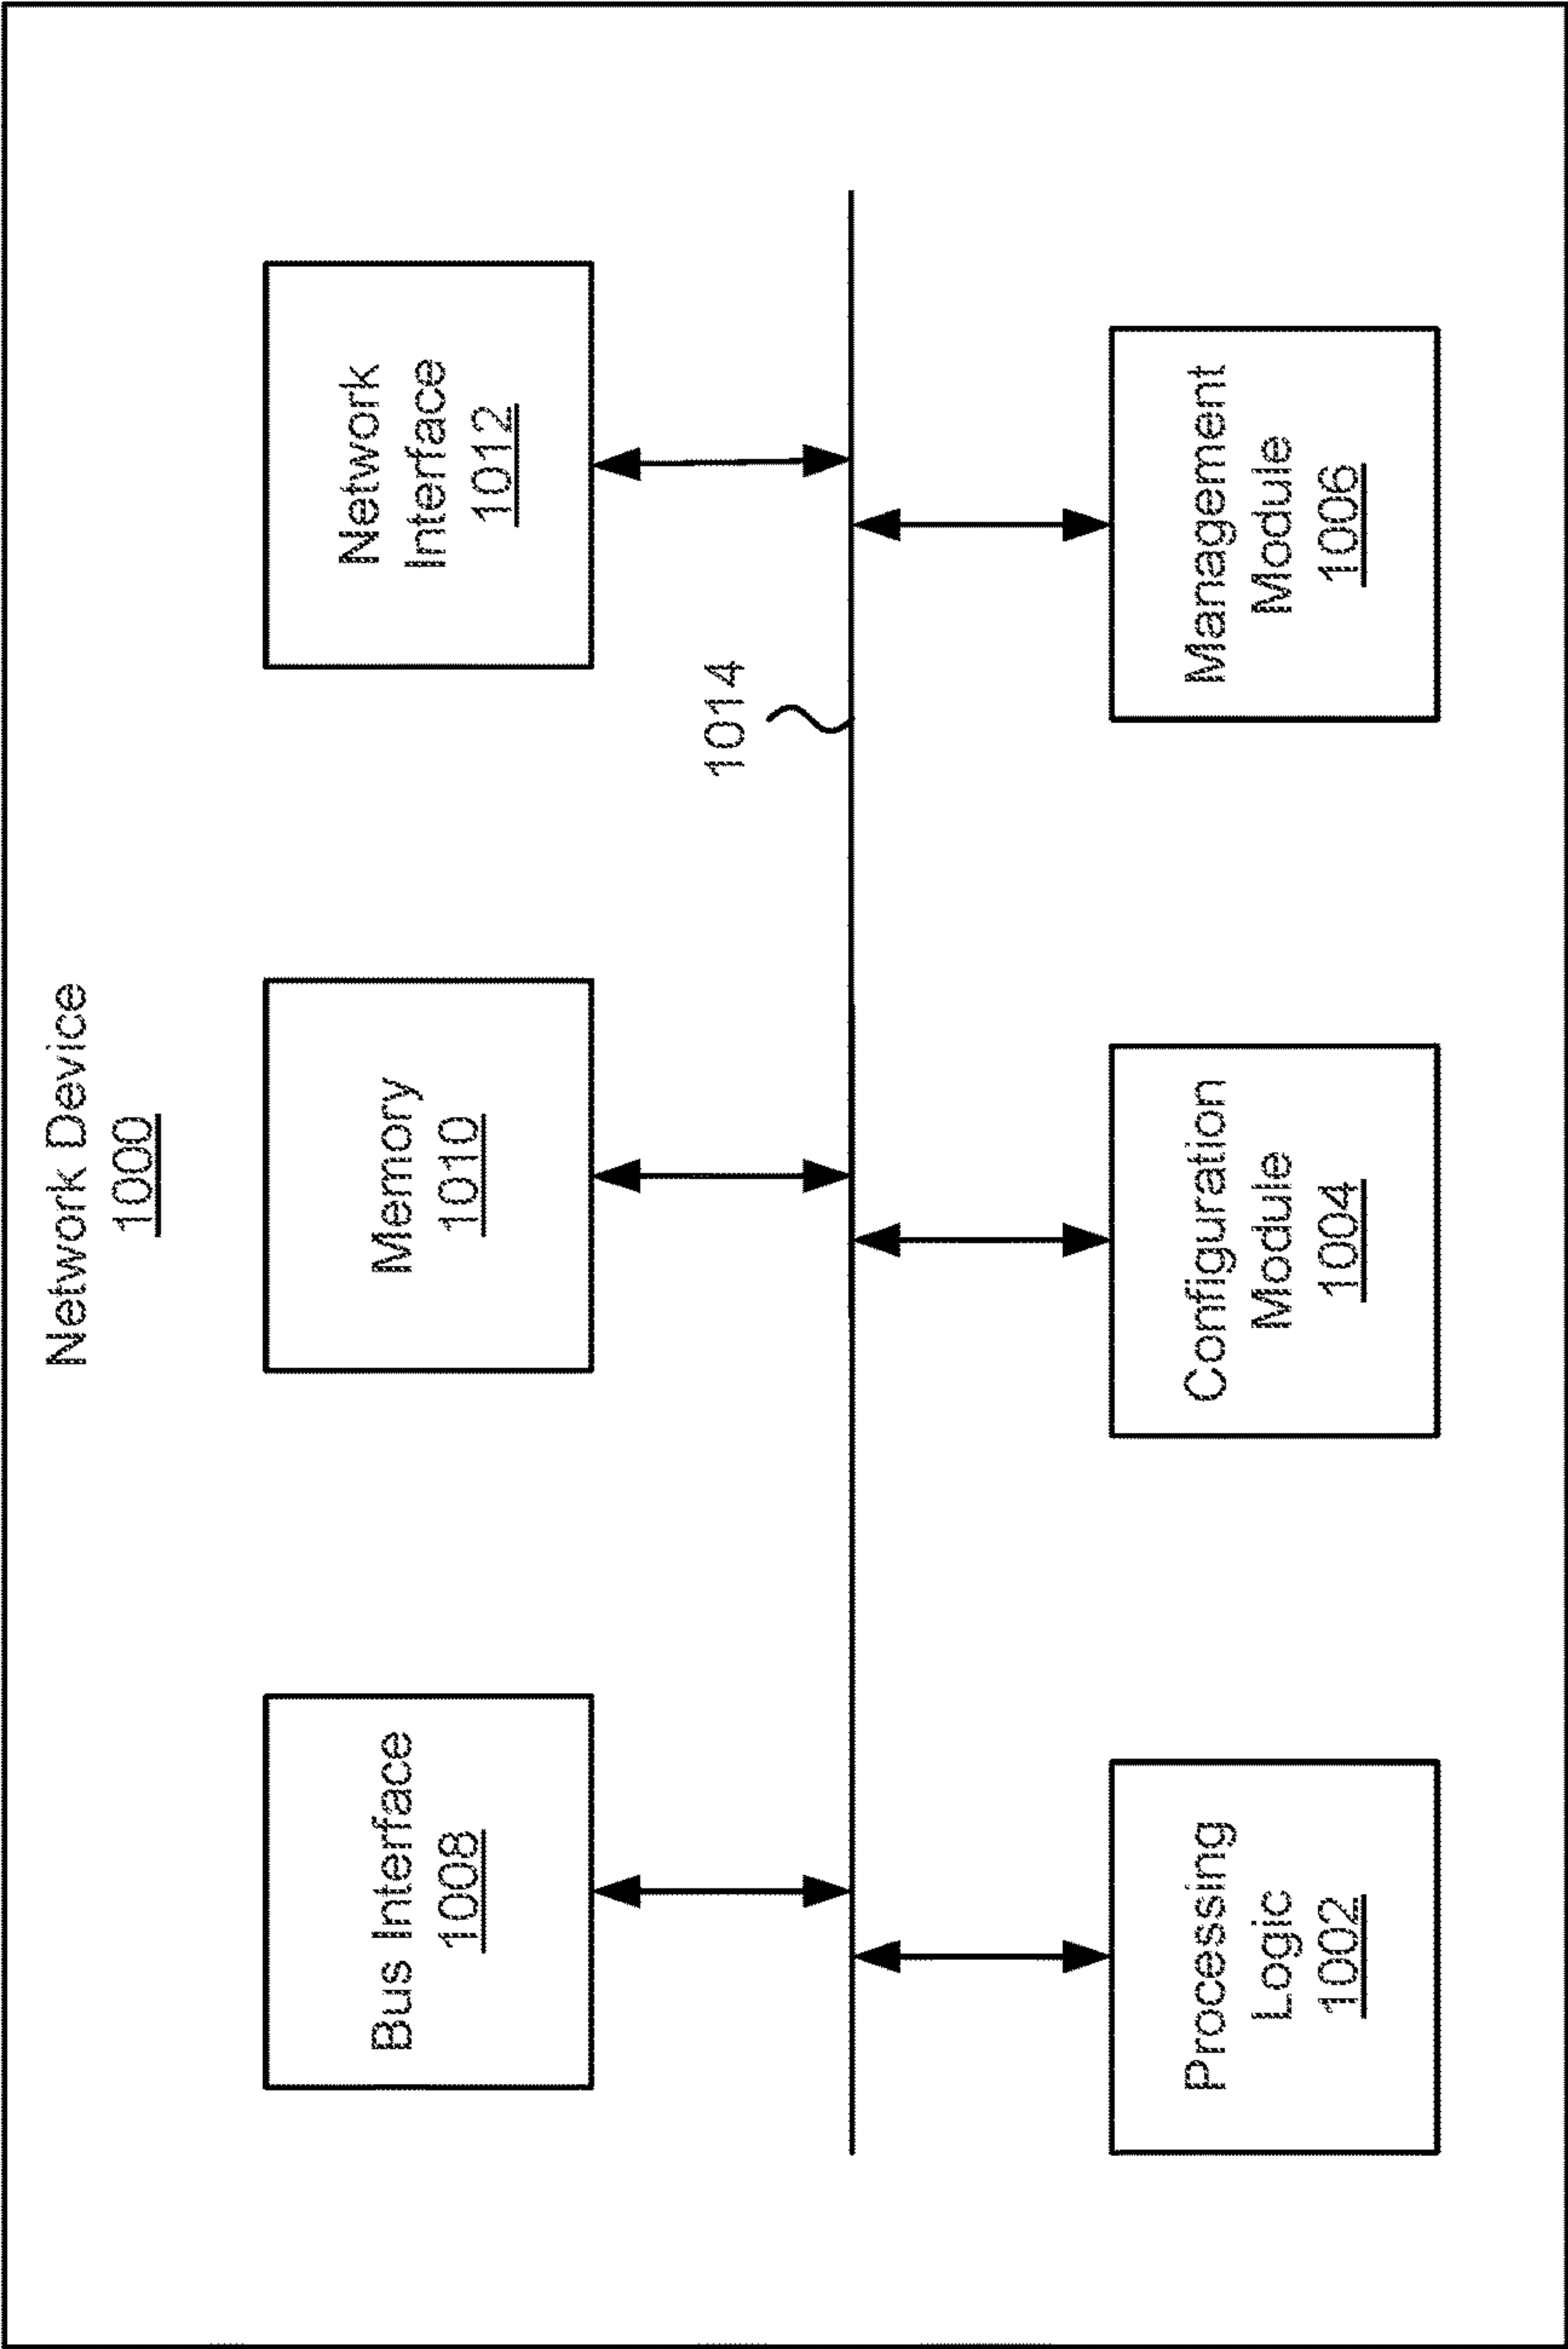 Network Device
1000
Bus Interface
1008
Memory
1010
Network
Interface
1012
1014
Processing
Logic
1002
Configuration
Module
1004
Management
Module
1006